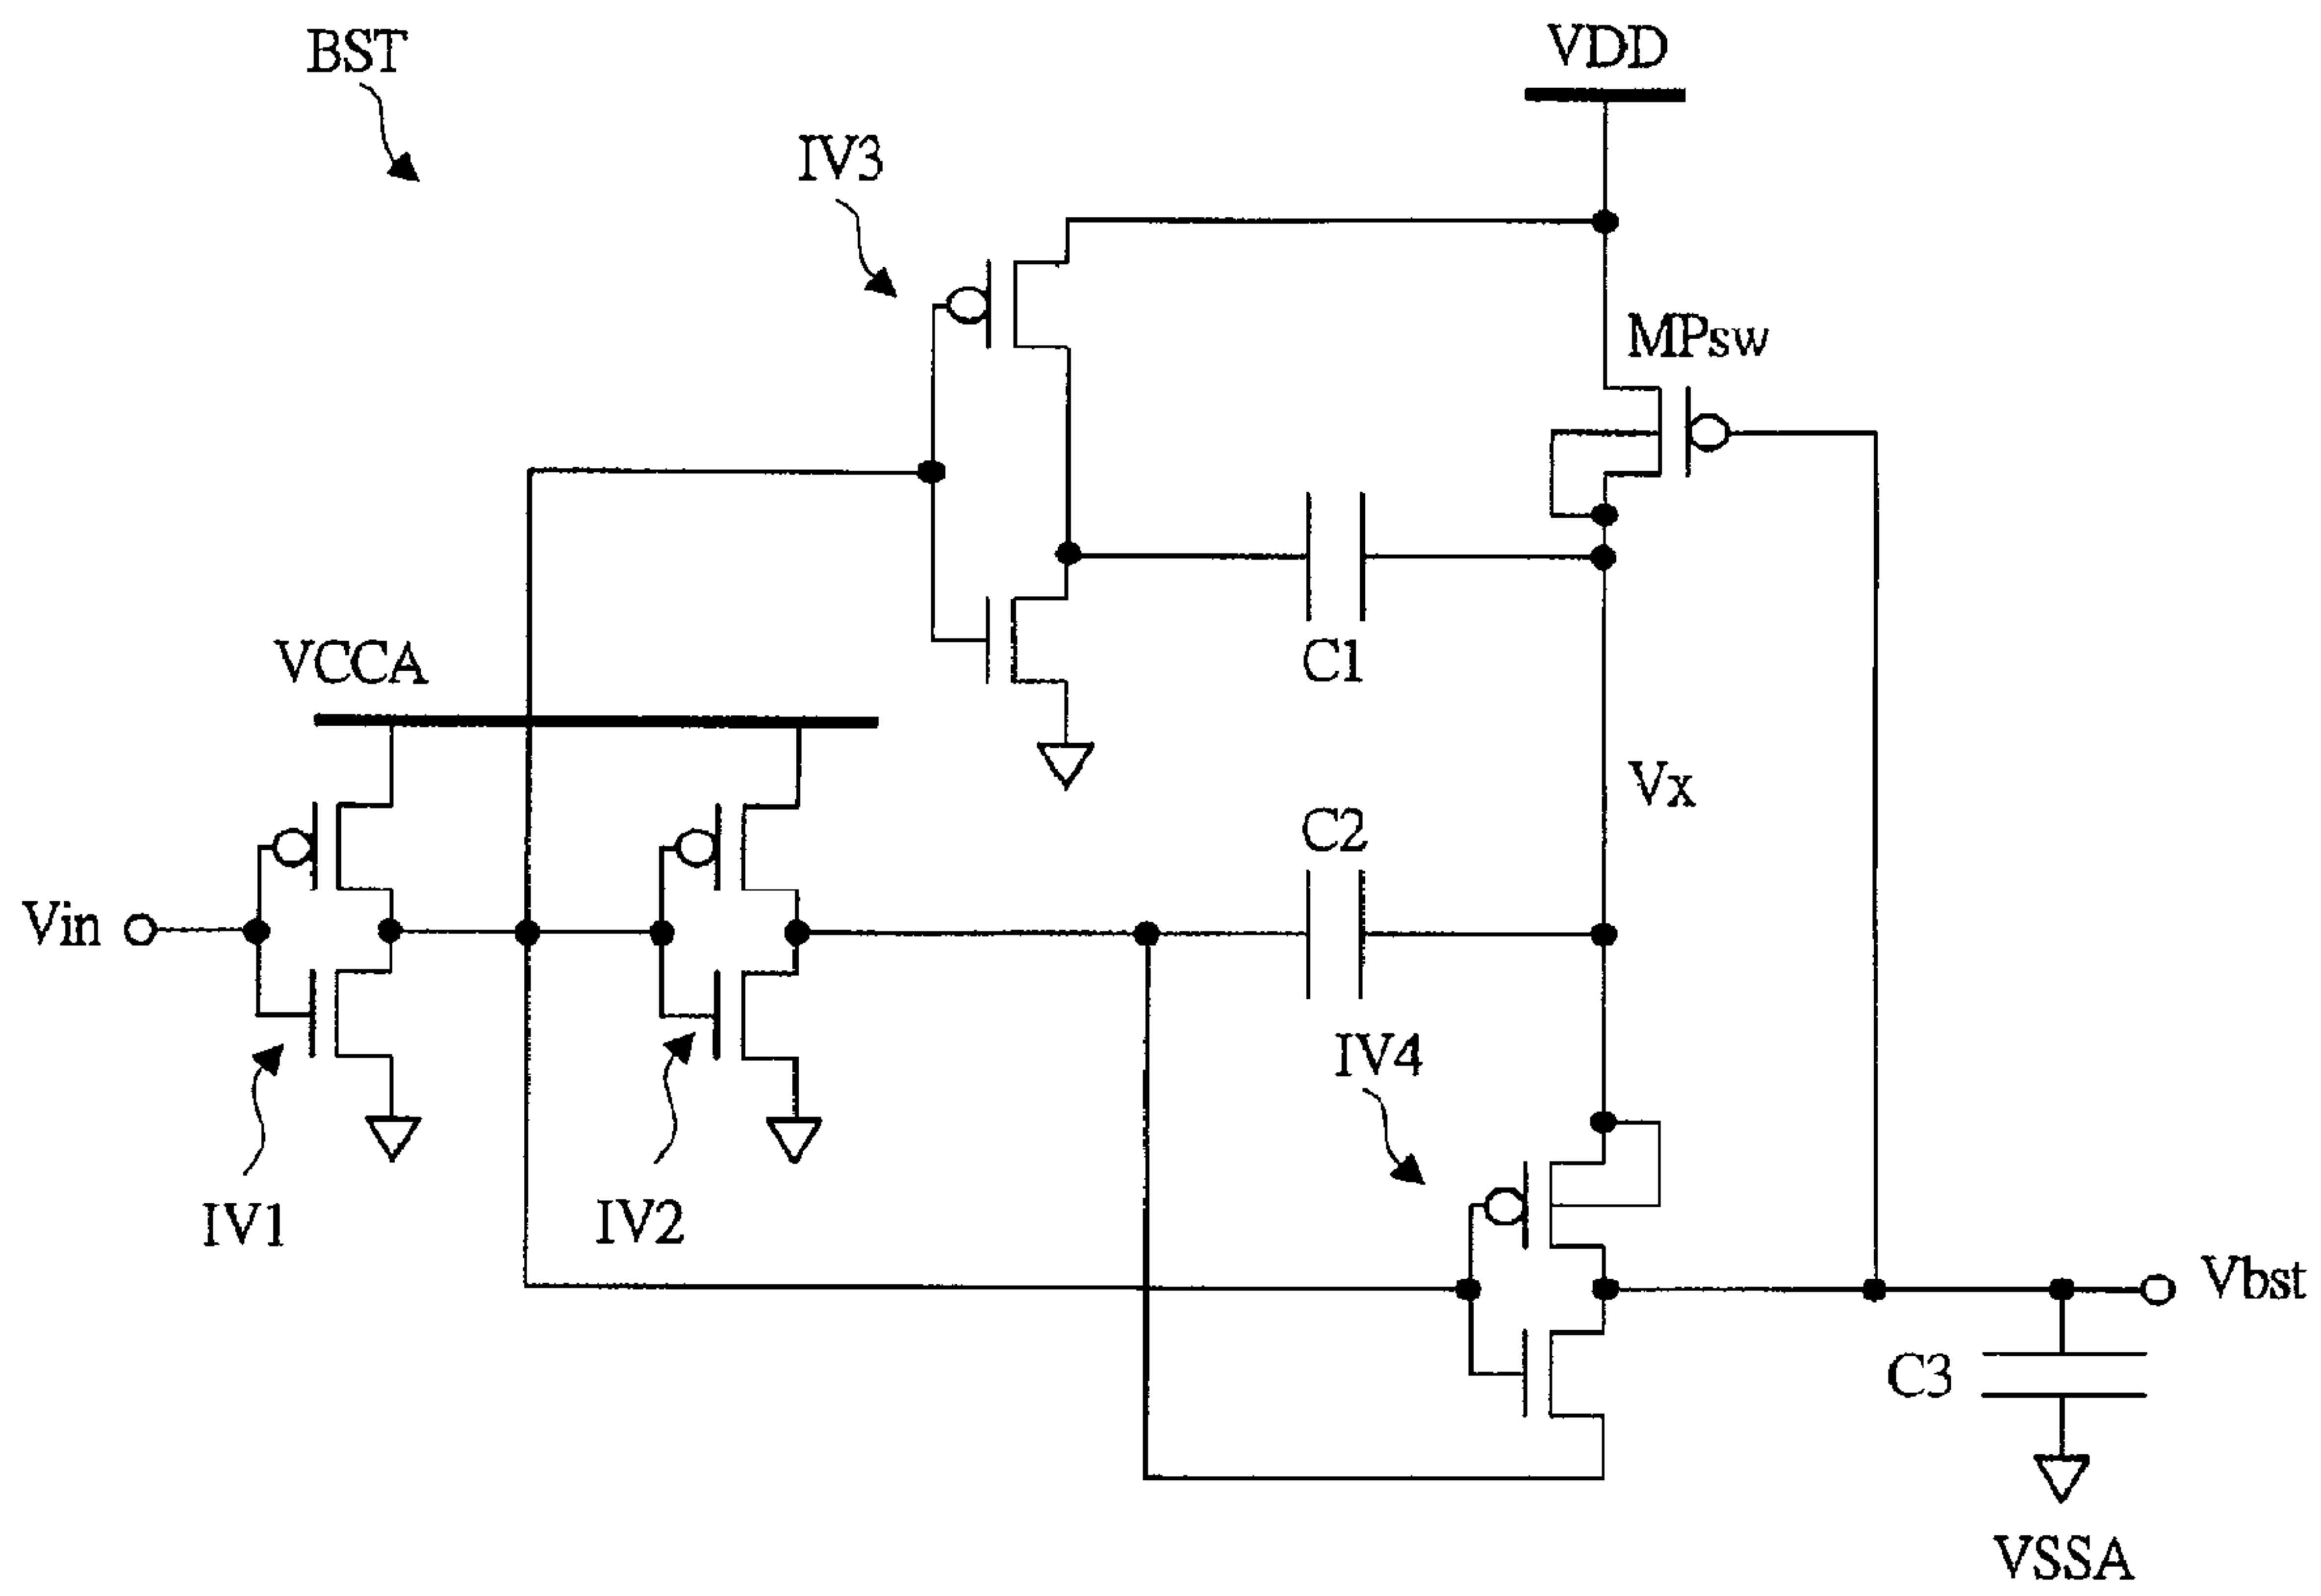 BST
VDD
IV3
MPsw
VCCA
C1
Vx
C2
Vin
IV4
IV1
IV2
Vbst
C3
VSSA